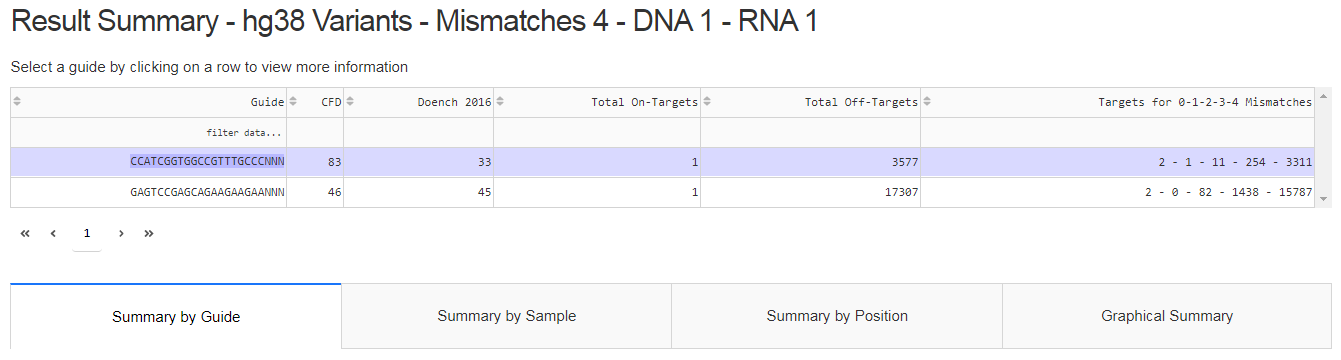 Result Summary - hg38 Variants - Mismatches 4 - DNA 1 - RNA 1
Select a guide by clicking on a row to view more information
Guide CFD Doench 2016 Total On-Targets Total Off-Targets Targets for 0-1-2-3-4 Mismatches
filter data...
CCATCGGTGGCCGTTTGCCCNNN 83 33 1 3577 2 - 1 - 11 - 254 - 3311
GAGTCCGAGCAGAAGAAGAANNN 46 45 1 17307 2 - 0 - 82 - 1438 - 15787
« ‹ 1 › »
Summary by Guide Summary by Sample Summary by Position Graphical Summary